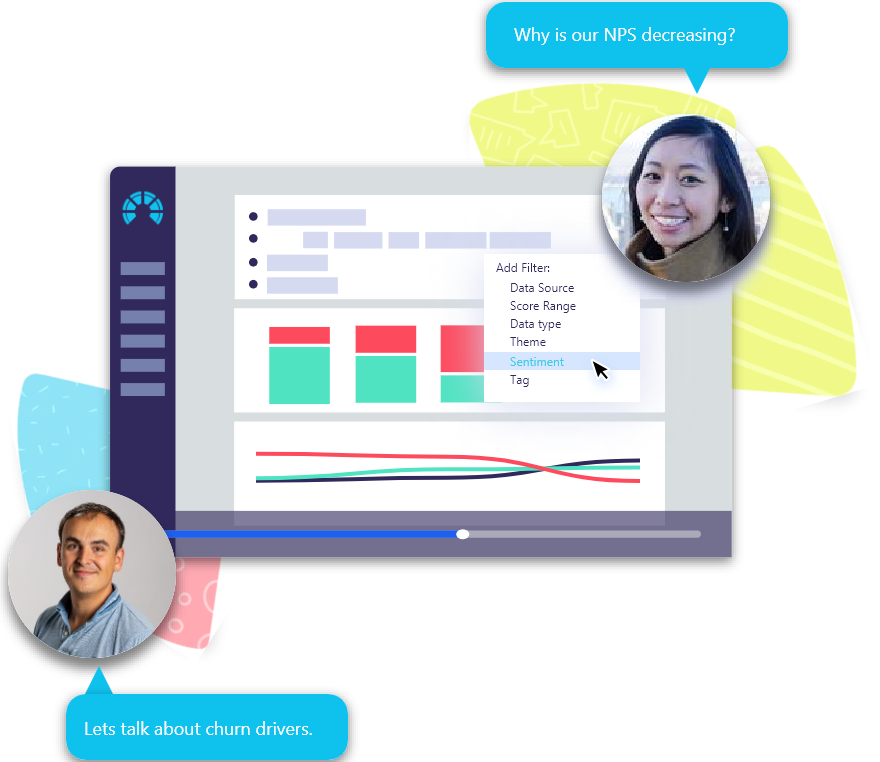 Why is our NPS decreasing?
Add Filter:
Data Source
Score Range
Data type
Theme
Sentiment
Tag
Lets talk about churn drivers.